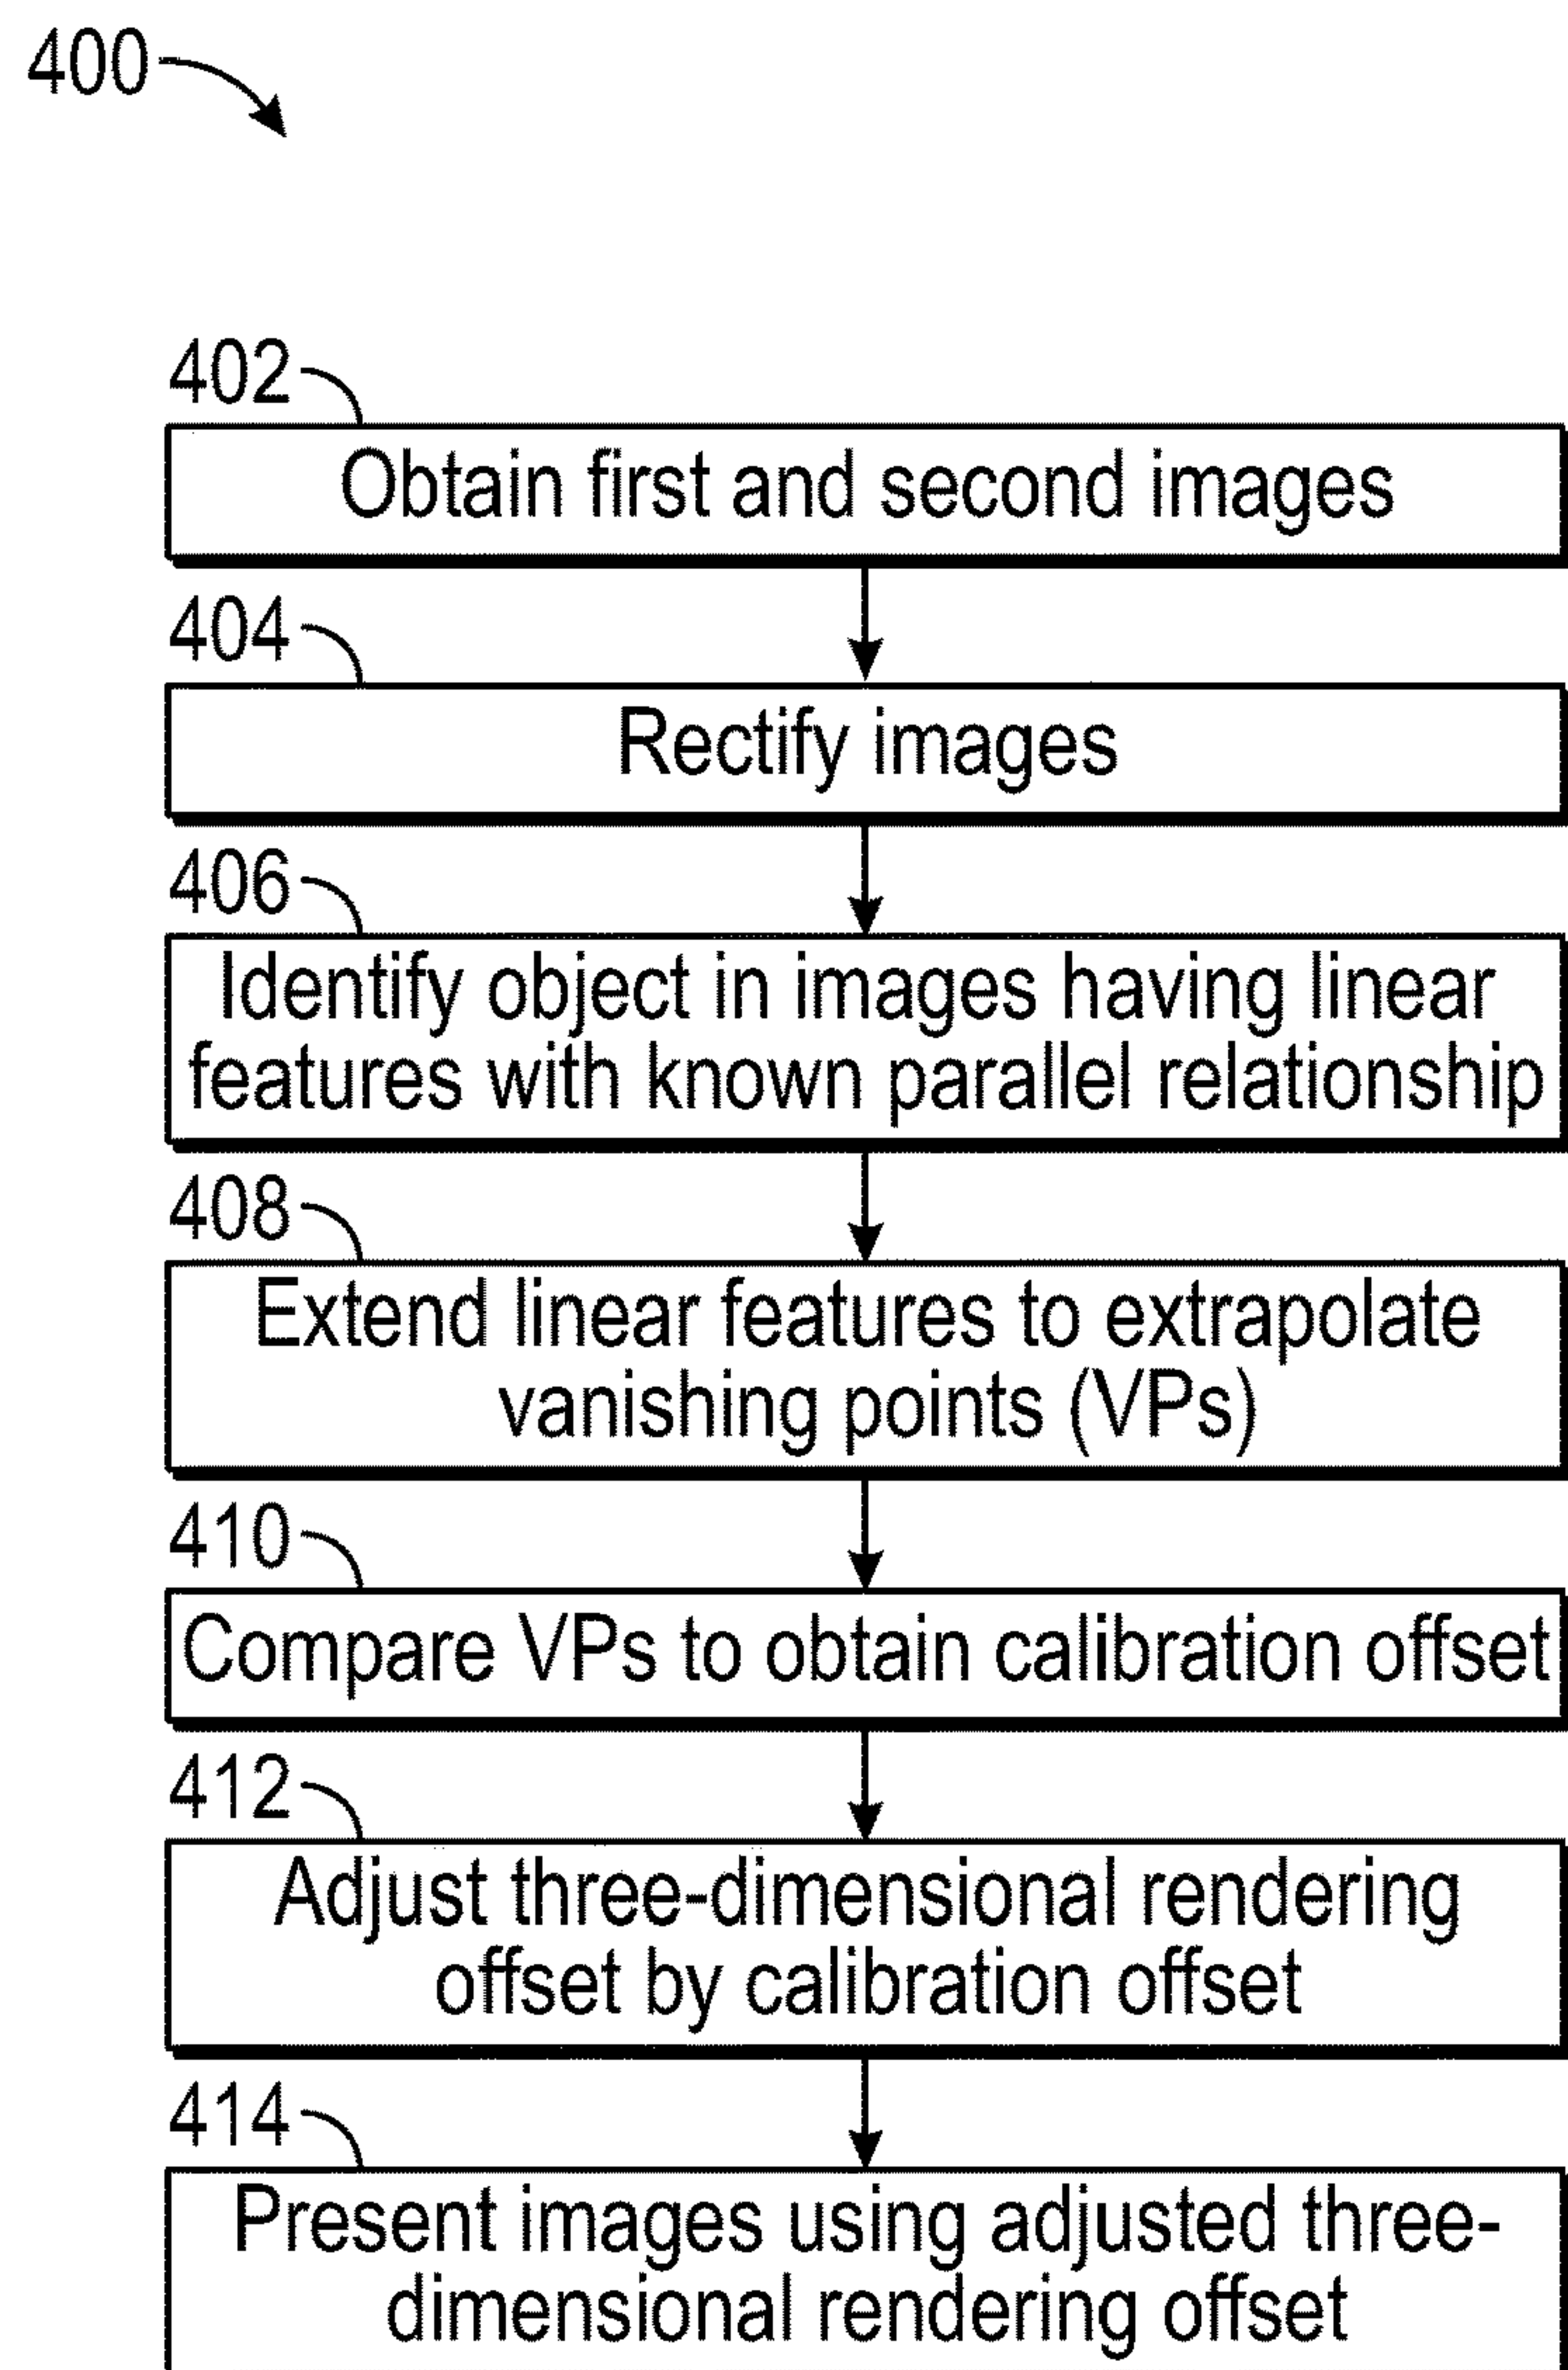 400
402
Obtain first and second images
404
Rectify images
406
Identify object in images having linear
features with known parallel relationship
408
Extend linear features to extrapolate
vanishing points (VPs)
410
Compare VPs to obtain calibration offset
412
Adjust three-dimensional rendering
offset by calibration offset
414
Present images using adjusted three-
dimensional rendering offset